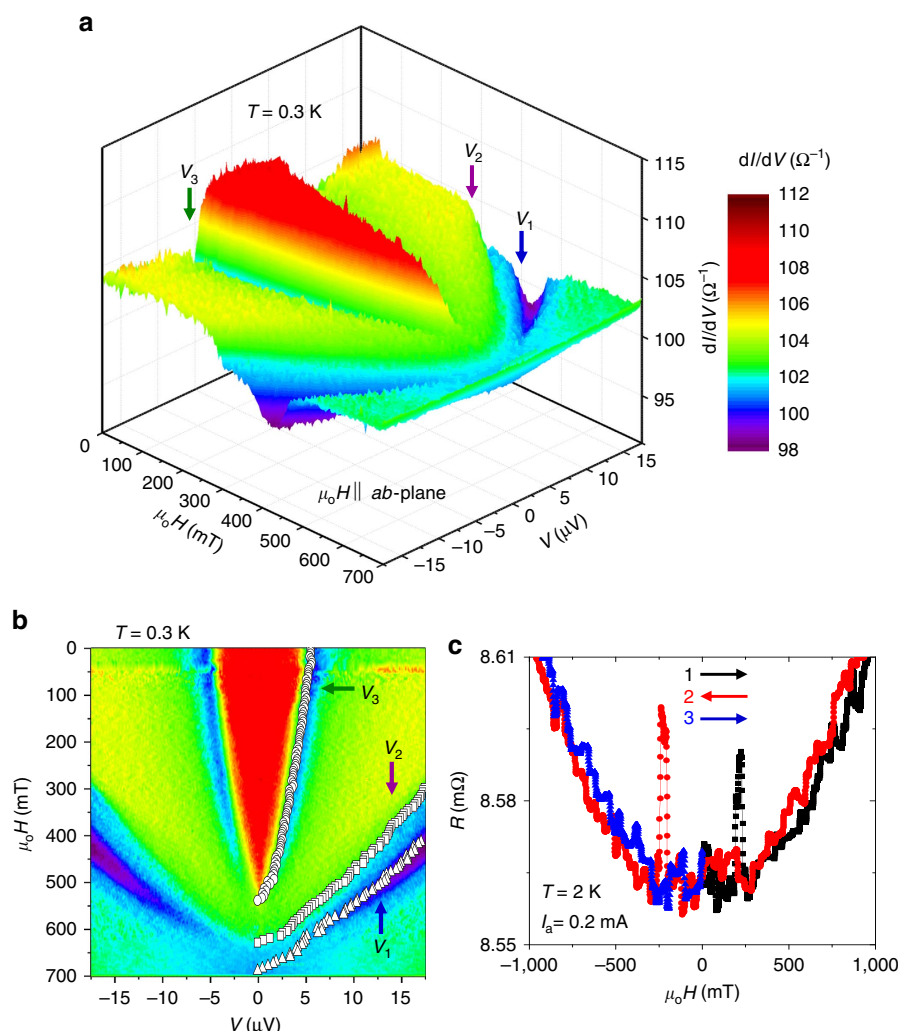 a
T = 0.3 K
V₃
V₂
V₁
115
110
105
100
95
dI/dV (Ω⁻¹)
dI/dV (Ω⁻¹)
112
110
108
106
104
102
100
98
0
100
200
300
400
500
600
700
μₒH (mT)
μₒH || ab-plane
−15
−10
−5
0
5
10
15
V (μV)
b
T = 0.3 K
0
100
200
300
400
500
600
700
μₒH (mT)
V₃
V₂
V₁
−15
−10
−5
0
5
10
15
V (μV)
c
8.61
8.58
8.55
R (mΩ)
1
2
3
T = 2 K
Iₐ= 0.2 mA
−1,000
−500
0
500
1,000
μₒH (mT)